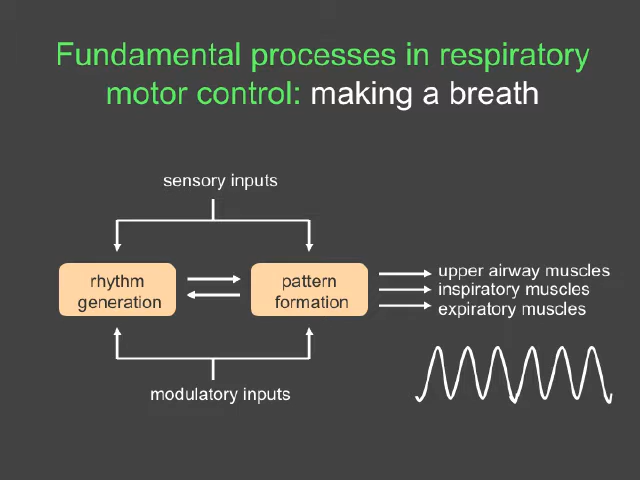 Fundamental processes in respiratory
motor control: making a breath
sensory inputs
rhythm
generation
pattern
formation
upper airway muscles
inspiratory muscles
expiratory muscles
modulatory inputs